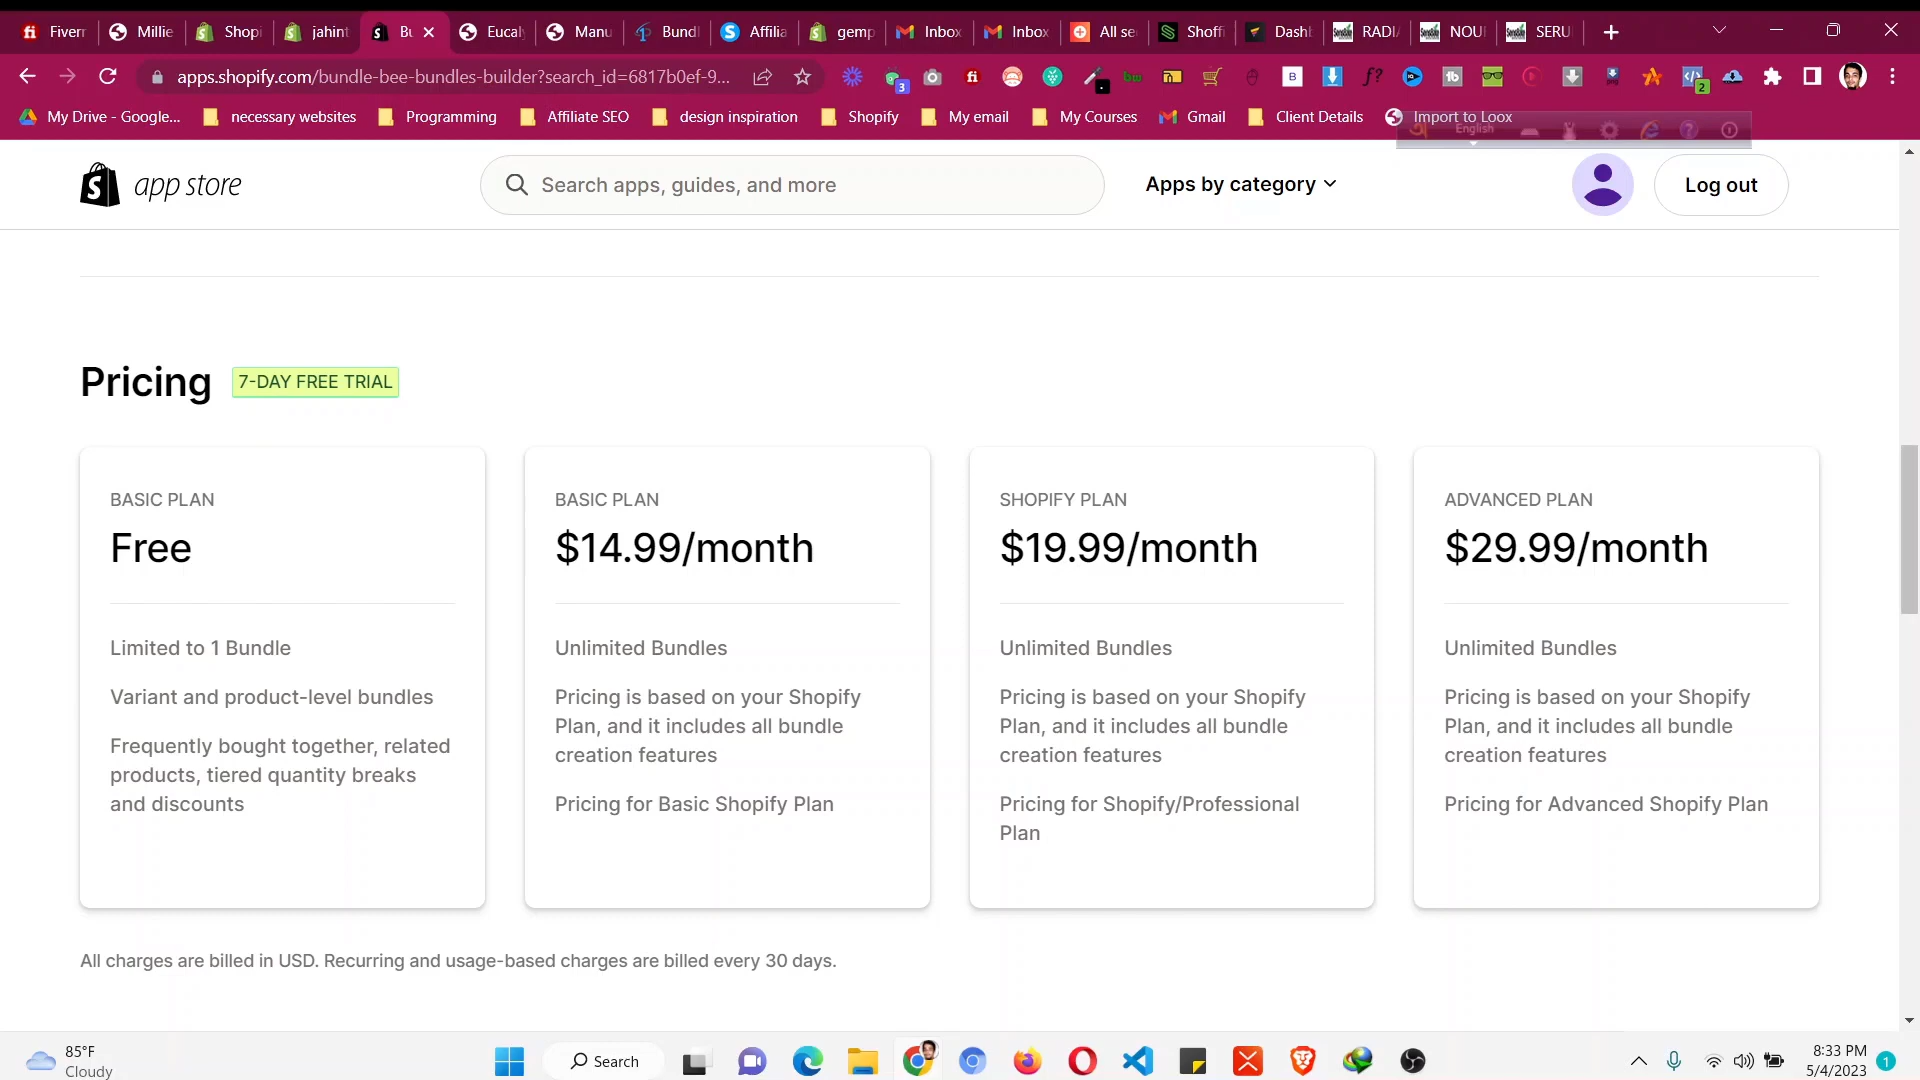 Fiverr Millie Shopi jahint Bu Eucal Manu Bundl Affilia gemp Inbox Inbox All se Shoffi Dashb RADIA NOUR SERU
apps.shopify.com/bundle-bee-bundles-builder?search_id=6817b0ef-9...
My Drive - Google... necessary websites Programming Affiliate SEO design inspiration Shopify My email My Courses Gmail Client Details Import to Loox
English
app store Search apps, guides, and more Apps by category Log out
Pricing 7-DAY FREE TRIAL
BASIC PLAN
Free
Limited to 1 Bundle
Variant and product-level bundles
Frequently bought together, related
products, tiered quantity breaks
and discounts
BASIC PLAN
$14.99/month
Unlimited Bundles
Pricing is based on your Shopify
Plan, and it includes all bundle
creation features
Pricing for Basic Shopify Plan
SHOPIFY PLAN
$19.99/month
Unlimited Bundles
Pricing is based on your Shopify
Plan, and it includes all bundle
creation features
Pricing for Shopify/Professional
Plan
ADVANCED PLAN
$29.99/month
Unlimited Bundles
Pricing is based on your Shopify
Plan, and it includes all bundle
creation features
Pricing for Advanced Shopify Plan
All charges are billed in USD. Recurring and usage-based charges are billed every 30 days.
85°F
Cloudy
Search
8:33 PM
5/4/2023
1